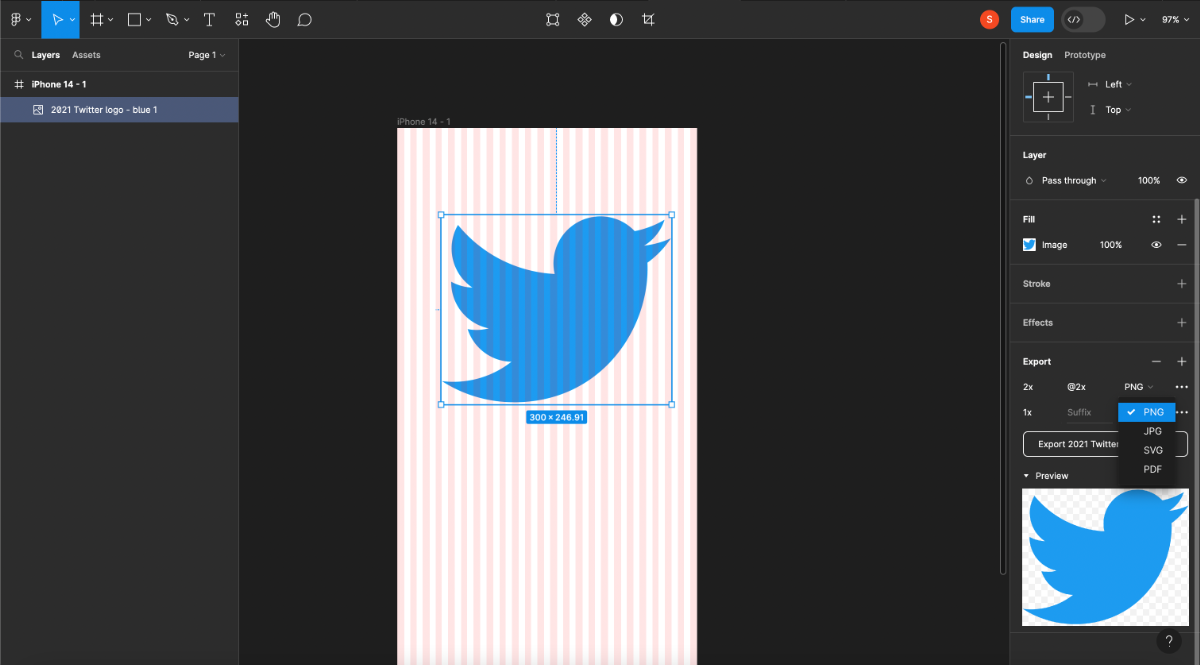 S
Share
97%
Layers
Assets
Page 1
iPhone 14 - 1
2021 Twitter logo - blue 1
iPhone 14 - 1
300 × 246.91
Design
Prototype
Left
Top
Layer
Pass through
100%
Fill
Image
100%
Stroke
Effects
Export
2x
@2x
PNG
1x
Suffix
PNG
JPG
SVG
PDF
Export 2021 Twitter
Preview
?